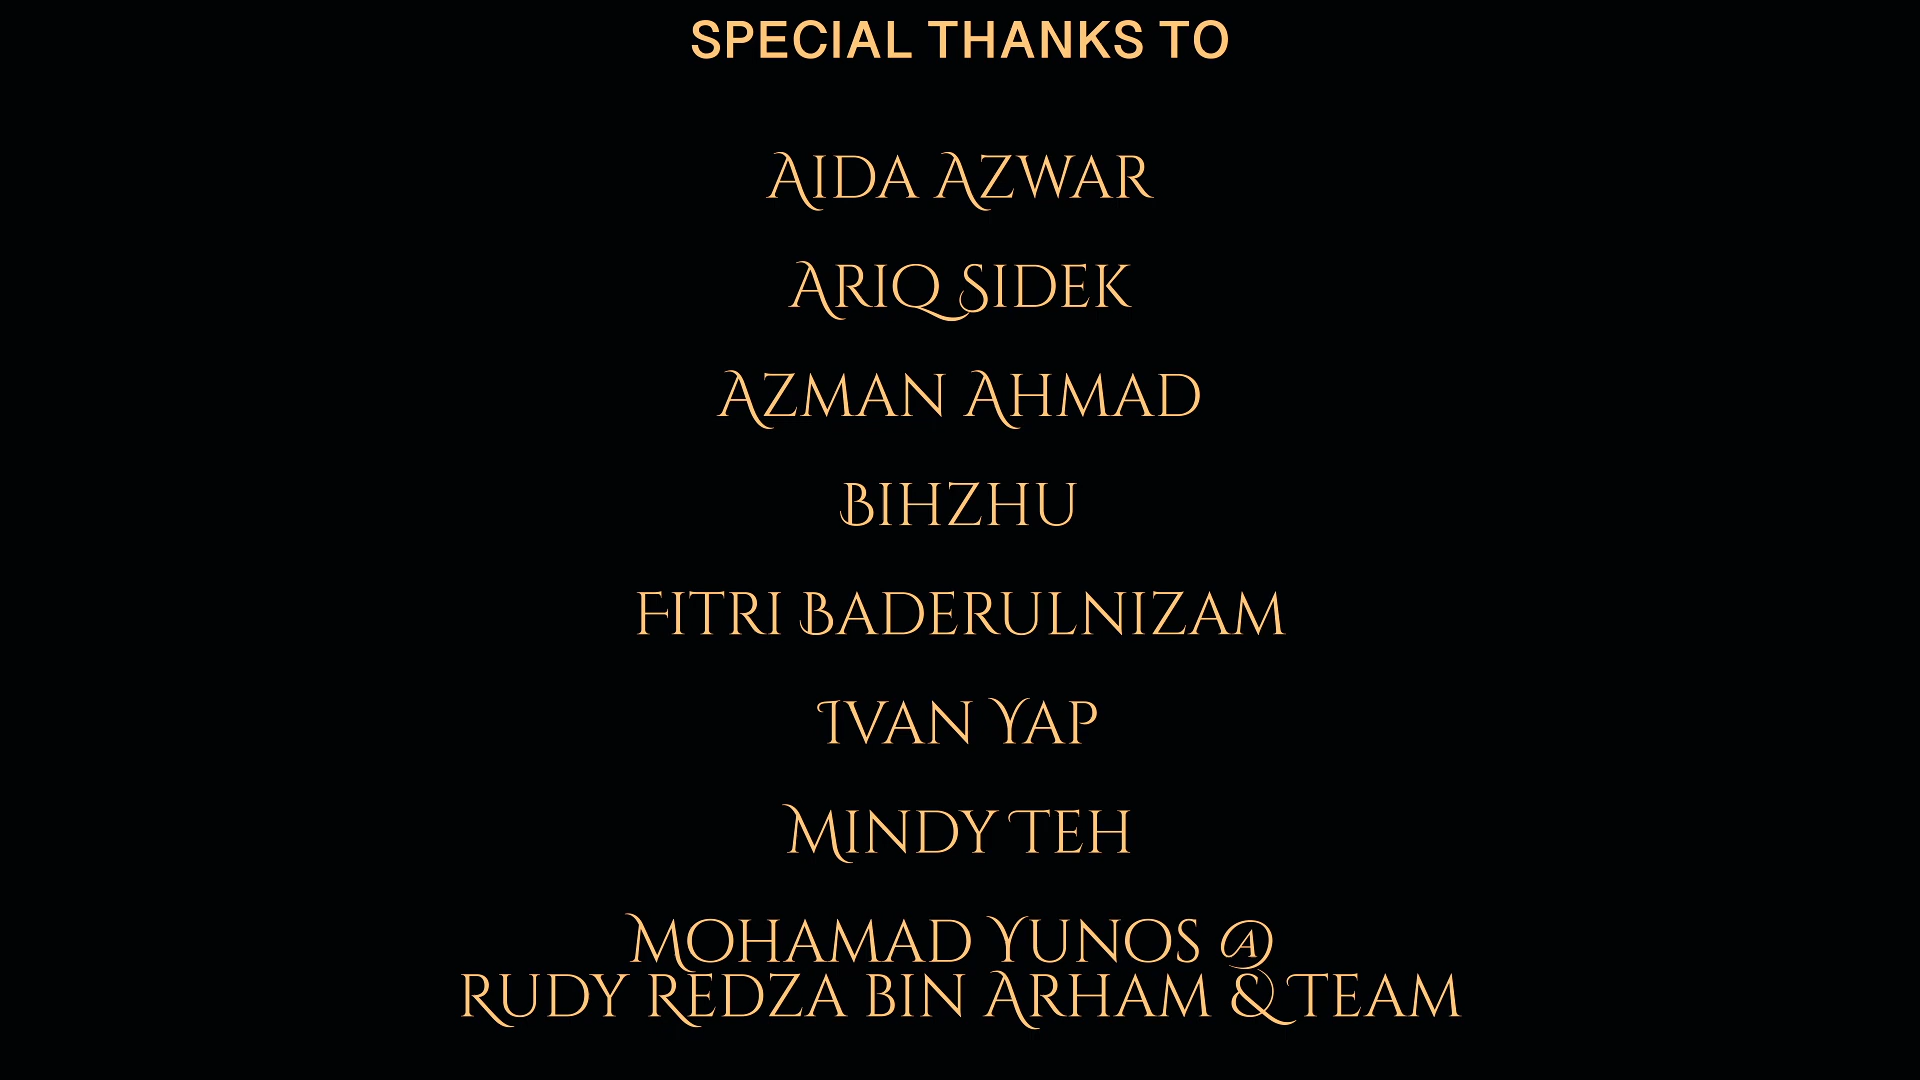 SPECIAL THANKS TO
AIDA AZWAR
ARIQ SIDEK
AZMAN AHMAD
BIHZHU
FITRI BADERULNIZAM
IVAN YAP
MINDY TEH
MOHAMAD YUNOS @
RUDY REDZA BIN ARHAM & TEAM